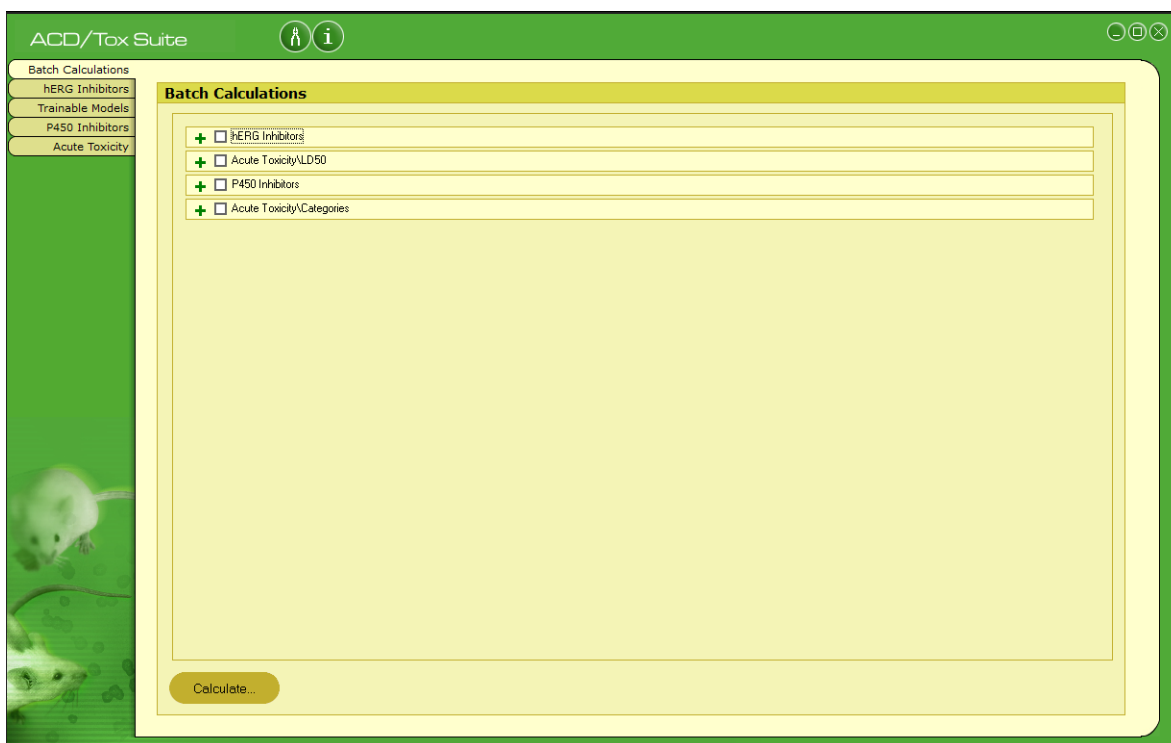 ACD/Tox Suite
i
Batch Calculations
hERG Inhibitors
Trainable Models
P450 Inhibitors
Acute Toxicity
Batch Calculations
hERG Inhibitors
Acute Toxicity\LD50
P450 Inhibitors
Acute Toxicity\Categories
Calculate...